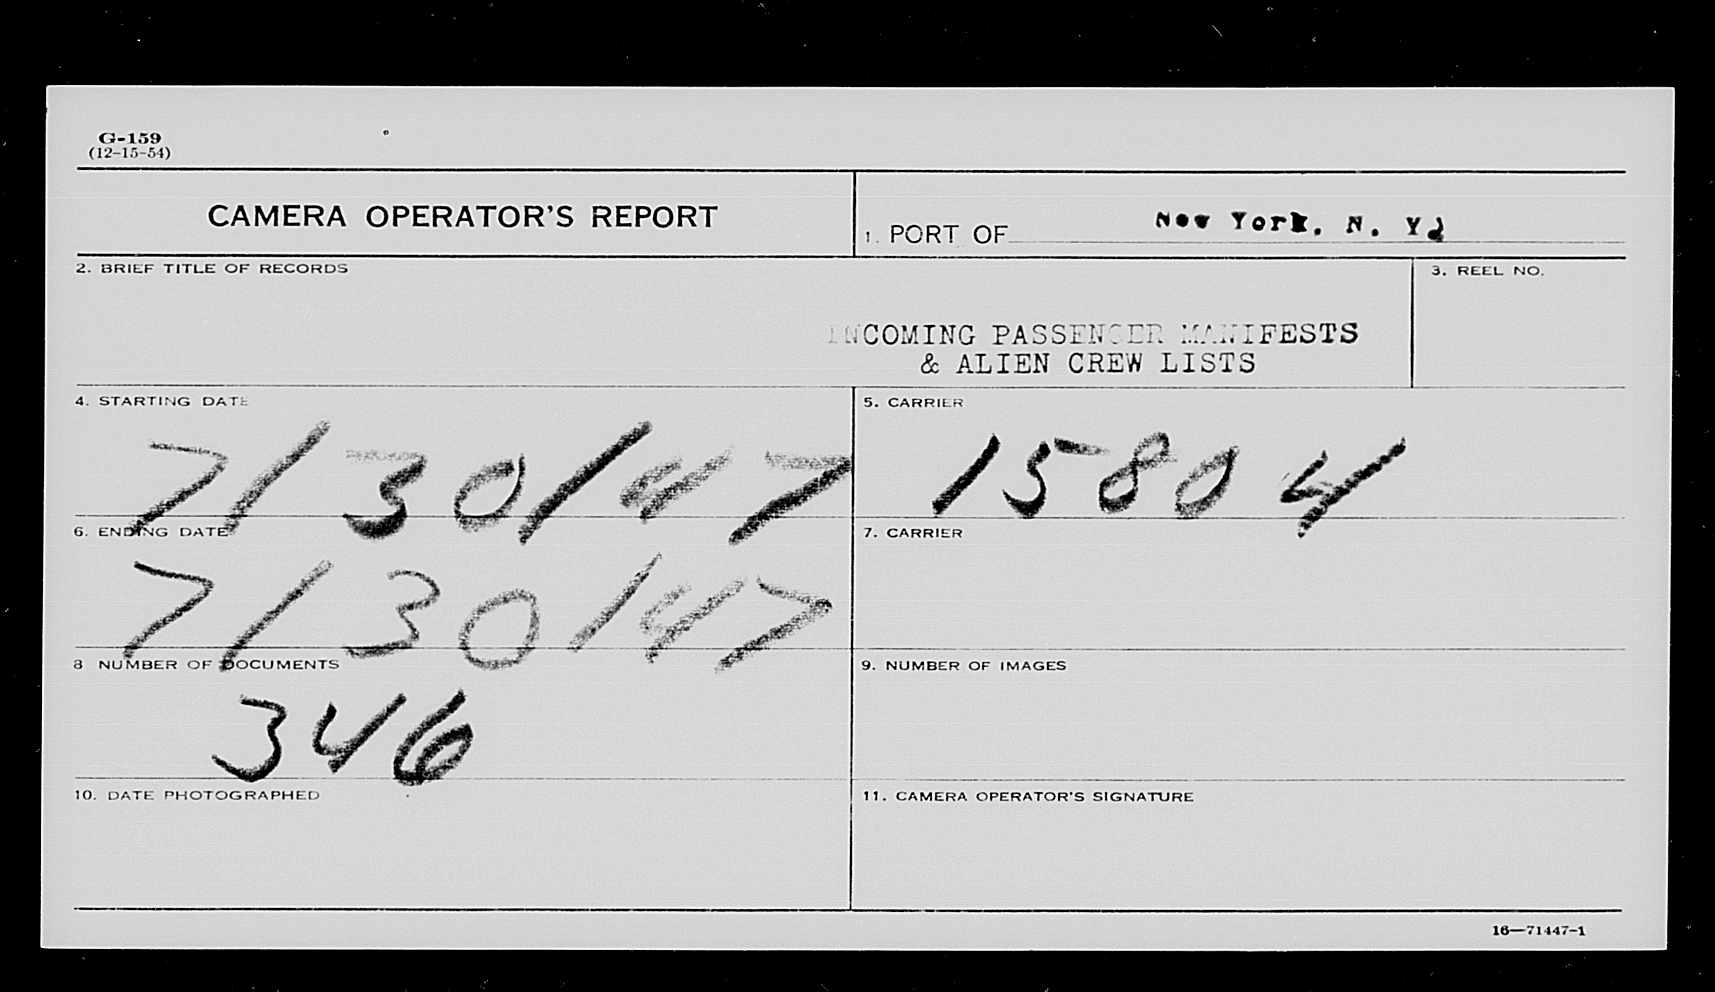 G-159
(12-15-54)
CAMERA OPERATOR'S REPORT
1. PORT OF New York, N. Y.
2. BRIEF TITLE OF RECORDS
3. REEL NO.
INCOMING PASSENGER MANIFESTS
& ALIEN CREW LISTS
4. STARTING DATE
7/30/47
5. CARRIER
15804
6. ENDING DATE
7/30/47
7. CARRIER
8 NUMBER OF DOCUMENTS
346
9. NUMBER OF IMAGES
10. DATE PHOTOGRAPHED
11. CAMERA OPERATOR'S SIGNATURE
16—71447-1